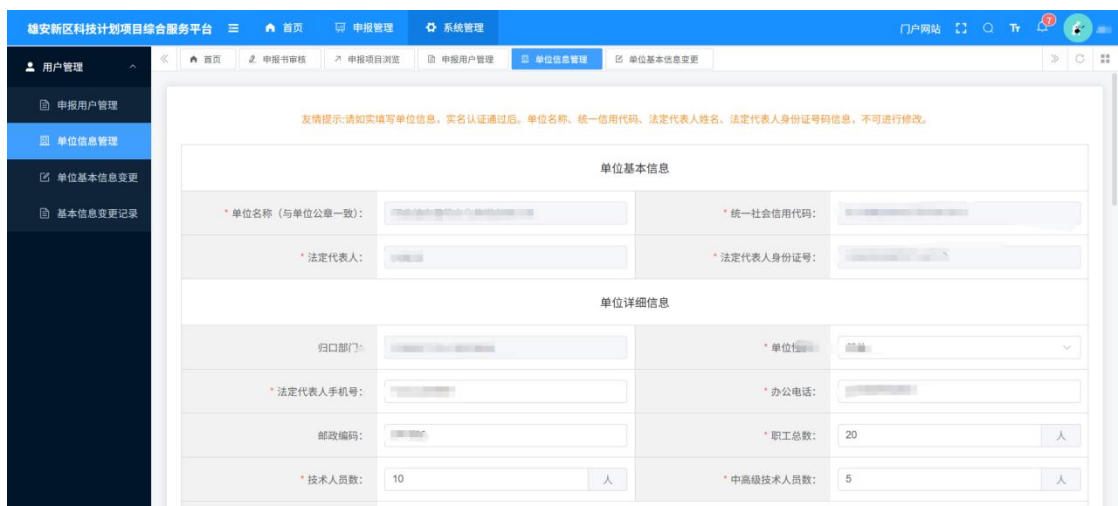 雄安新区科技计划项目综合服务平台 首页 申报管理 系统管理 门户网站 Tr 7
用户管理 首页 申报书审核 申报项目浏览 申报用户管理 单位信息管理 单位基本信息变更
申报用户管理
单位信息管理
单位基本信息变更
基本信息变更记录
友情提示:请如实填写单位信息，实名认证通过后。单位名称、统一信用代码、法定代表人姓名、法定代表人身份证号码信息，不可进行修改。
单位基本信息
* 单位名称（与单位公章一致）： * 统一社会信用代码：
* 法定代表人： * 法定代表人身份证号：
单位详细信息
归口部门： * 单位
* 法定代表人手机号： * 办公电话：
邮政编码： * 职工总数： 20 人
* 技术人员数： 10 人 * 中高级技术人员数： 5 人